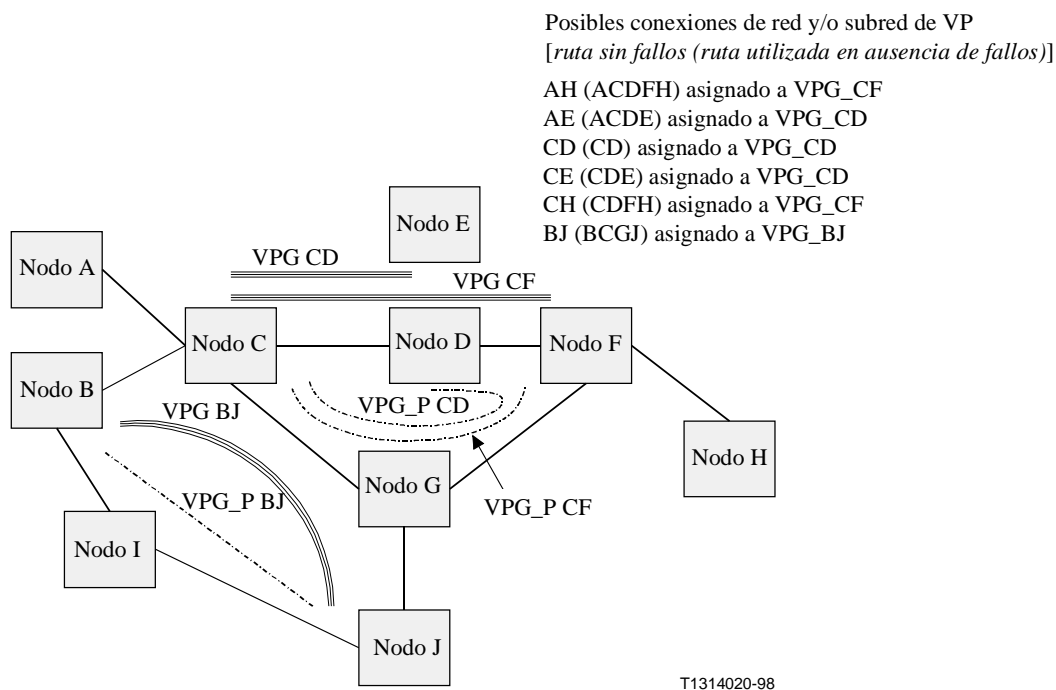 Posibles conexiones de red y/o subred de VP
[ruta sin fallos (ruta utilizada en ausencia de fallos)]
AH (ACDFH) asignado a VPG_CF
AE (ACDE) asignado a VPG_CD
CD (CD) asignado a VPG_CD
CE (CDE) asignado a VPG_CD
CH (CDFH) asignado a VPG_CF
BJ (BCGJ) asignado a VPG_BJ
Nodo E
Nodo A
VPG CD
VPG CF
Nodo C
Nodo D
Nodo F
Nodo B
VPG BJ
VPG_P CD
Nodo H
Nodo G
VPG_P BJ
VPG_P CF
Nodo I
Nodo J
T1314020-98